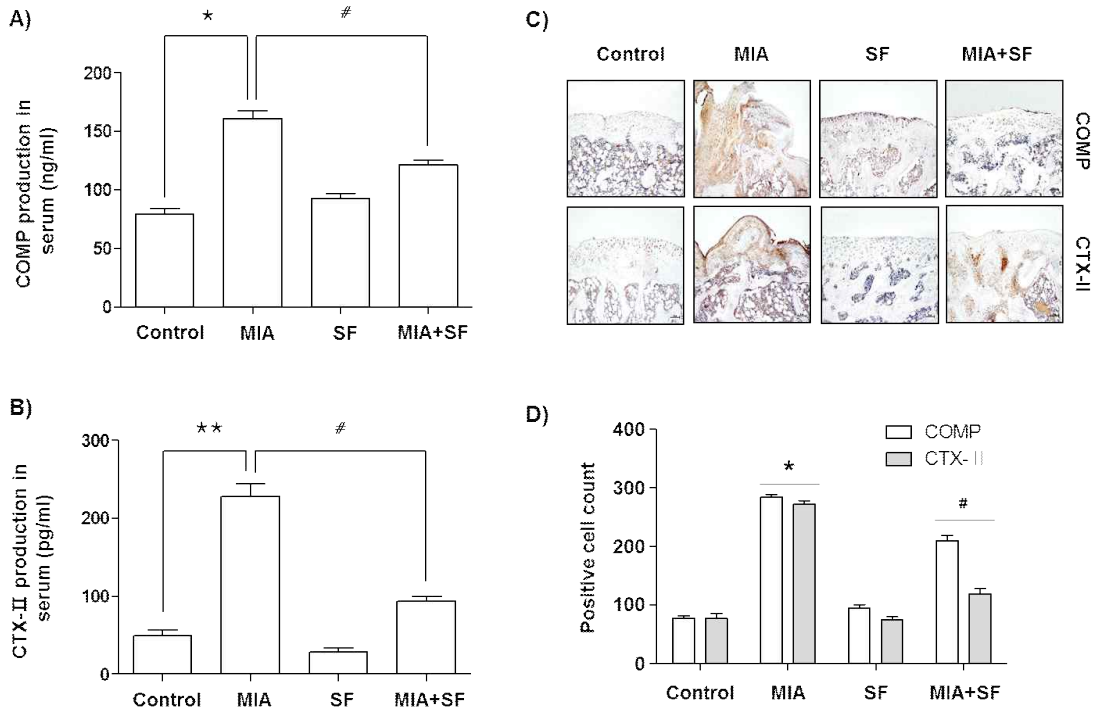 A)
* #
COMP production in
serum (ng/ml)
200
150
100
50
0
Control MIA SF MIA+SF
B)
** #
CTX-II production in
serum (pg/ml)
300
200
100
0
Control MIA SF MIA+SF
C)
Control MIA SF MIA+SF
COMP
CTX-II
D)
Positive cell count
400
300
200
100
0
COMP
CTX-II
* #
Control MIA SF MIA+SF